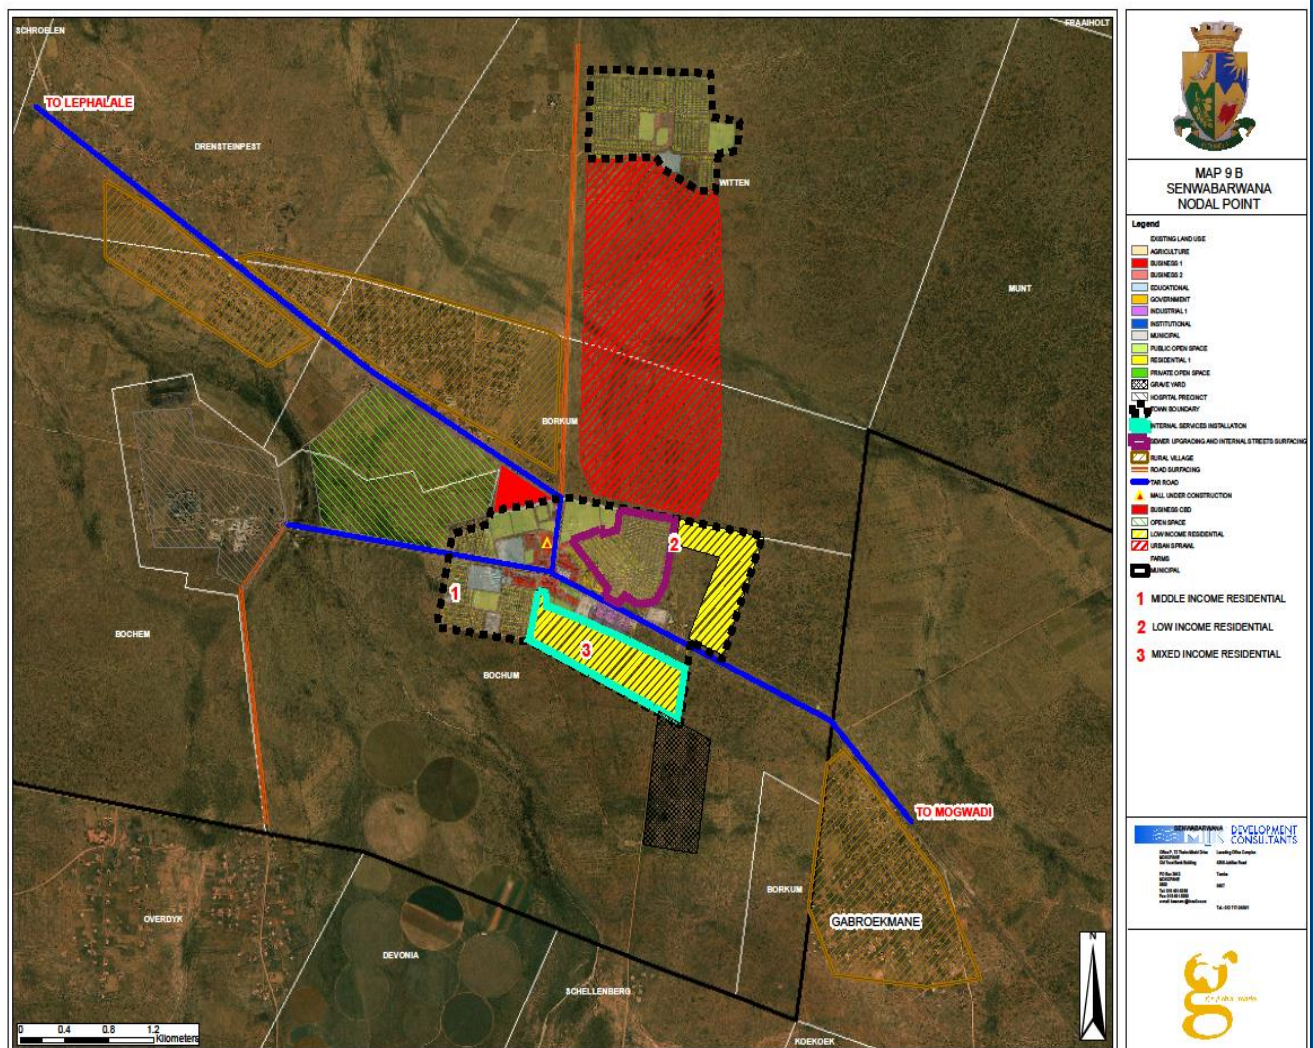 SCHROELEN
FRAAIHOLT
TO LEPHALALE
DRENSTEINPEST
WITTEN
MUNT
BORKUM
2
1
3
BOCHEM
BOCHUM
TO MOGWADI
BORKUM
GABROEKMANE
OVERDYK
DEVONIA
SCHELLENBERG
KOEKOEK
N
0 0.4 0.8 1.2
Kilometers
MAP 9 B
SENWABARWANA
NODAL POINT
Legend
EXISTING LAND USE
AGRICULTURE
BUSINESS 1
BUSINESS 2
EDUCATIONAL
GOVERNMENT
INDUSTRIAL 1
INSTITUTIONAL
MUNICIPAL
PUBLIC OPEN SPACE
RESIDENTIAL 1
PRIVATE OPEN SPACE
GRAVE YARD
HOSPITAL PRECINCT
TOWN BOUNDARY
INTERNAL SERVICES INSTALLATION
SEWER UPGRADING AND INTERNAL STREETS SURFACING
RURAL VILLAGE
ROAD SURFACING
TAR ROAD
MALL UNDER CONSTRUCTION
BUSINESS CBD
OPEN SPACE
LOW INCOME RESIDENTIAL
URBAN SPRAWL
FARMS
MUNICIPAL
1 MIDDLE INCOME RESIDENTIAL
2 LOW INCOME RESIDENTIAL
3 MIXED INCOME RESIDENTIAL
SENWABARWANA
DEVELOPMENT
CONSULTANTS